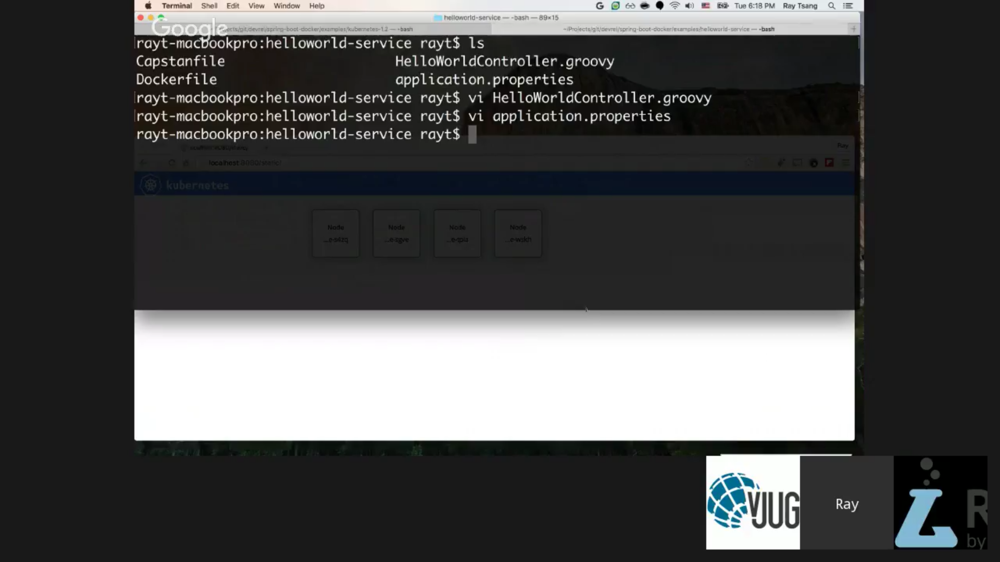 Terminal Shell Edit View Window Help
Tue 6:18 PM Ray Tsang
helloworld-service — -bash — 89×15
Google
ects/git/devrel/spring-boot-docker/examples/kubernetes-1.2 — -bash
~/Projects/git/devrel/spring-boot-docker/examples/helloworld-service — -bash
rayt-macbookpro:helloworld-service rayt$ ls
Capstanfile HelloWorldController.groovy
Dockerfile application.properties
rayt-macbookpro:helloworld-service rayt$ vi HelloWorldController.groovy
rayt-macbookpro:helloworld-service rayt$ vi application.properties
rayt-macbookpro:helloworld-service rayt$
Ray
localhost:8080/static/
kubernetes
Node Node Node Node
...e-s4zq ...e-tpia ...e-wskh
VJUG
Ray
R
by